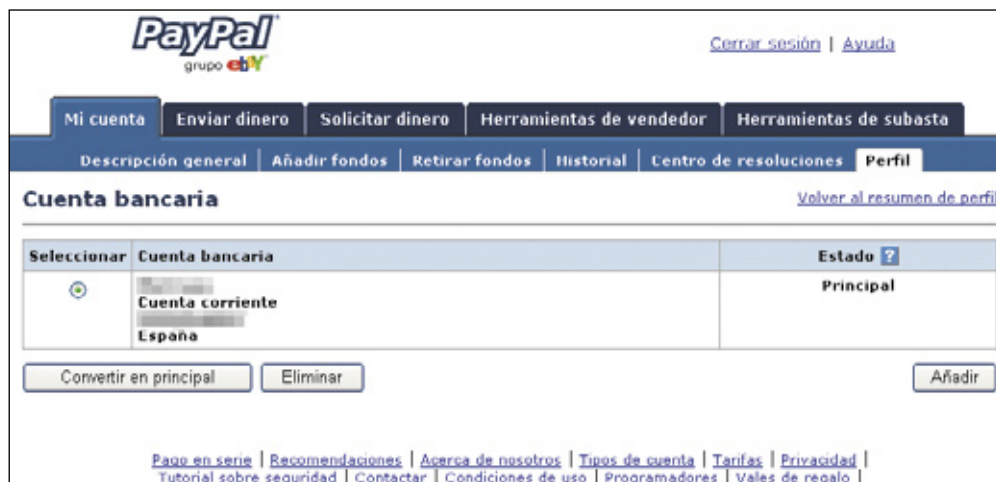 PayPal
grupo ebY
Cerrar sesión | Ayuda
Mi cuenta Enviar dinero Solicitar dinero Herramientas de vendedor Herramientas de subasta
Descripción general | Añadir fondos | Retirar fondos | Historial | Centro de resoluciones Perfil
Cuenta bancaria Volver al resumen de perfil
Seleccionar Cuenta bancaria Estado ?
Principal
Cuenta corriente
España
Convertir en principal Eliminar Añadir
Pago en serie | Recomendaciones | Acerca de nosotros | Tipos de cuenta | Tarifas | Privacidad |
Tutorial sobre seguridad | Contactar | Condiciones de uso | Programadores | Vales de regalo |